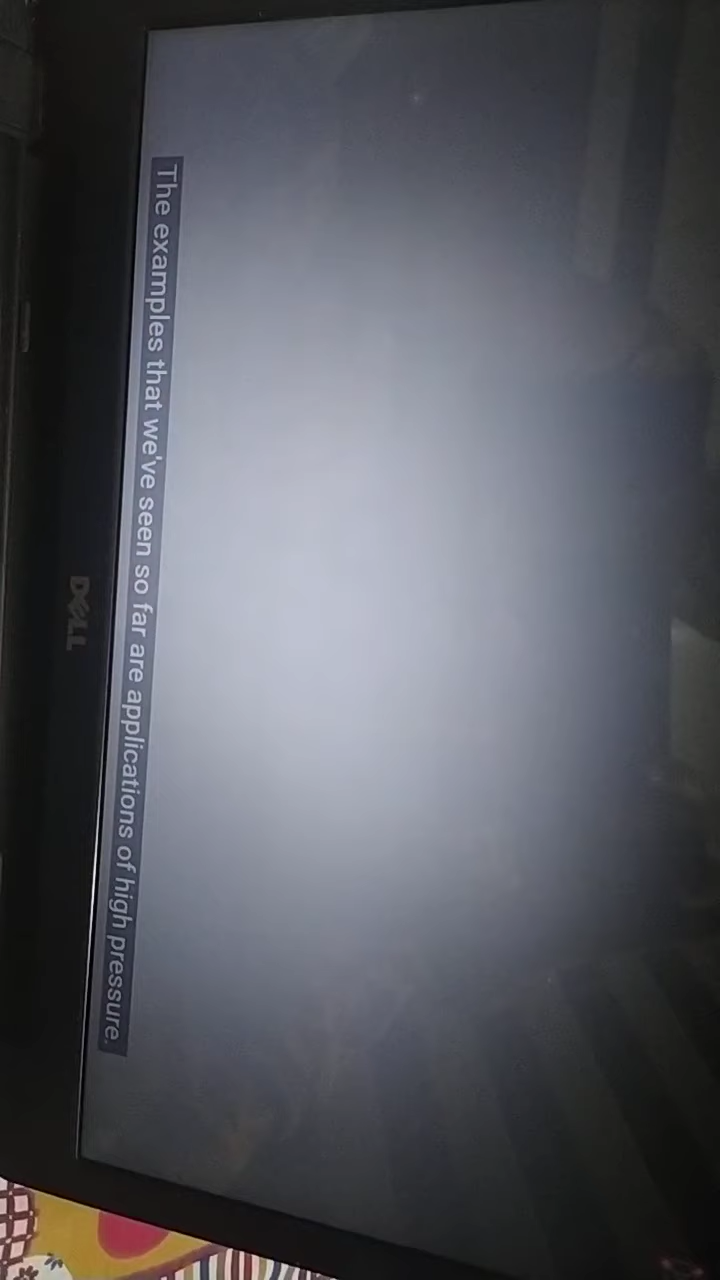 The examples that we've seen so far are applications of high pressure.
DELL